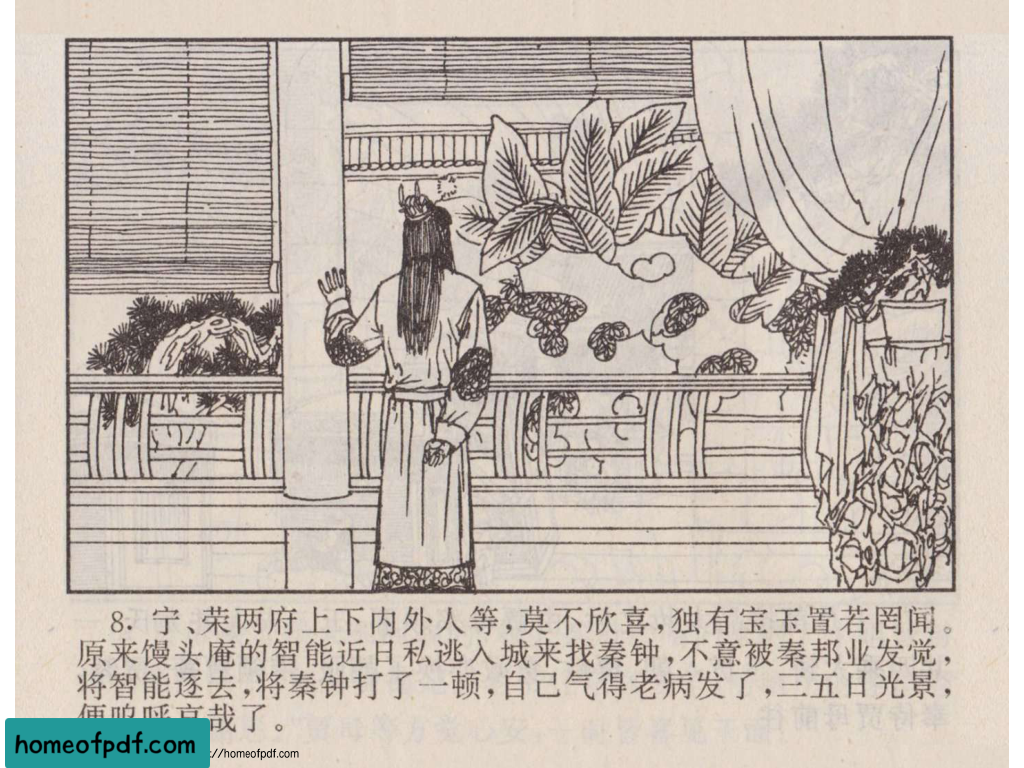 8. 宁、荣两府上下内外人等，莫不欣喜，独有宝玉置若罔闻。
原来馒头庵的智能近日私逃入城来找秦钟，不意被秦邦业发觉，
将智能逐去，将秦钟打了一顿，自己气得老病发了，三五日光景，
便呜呼哀哉了。
homeofpdf.com
://homeofpdf.com